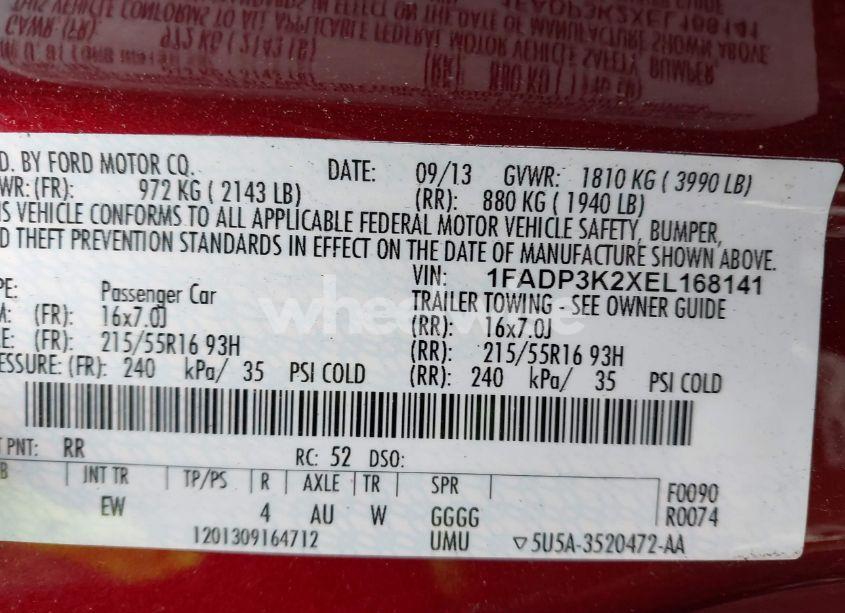 D. BY FORD MOTOR CO. DATE: 09/13 GVWR: 1810 KG ( 3990 LB)
WR: (FR): 972 KG ( 2143 LB) (RR): 880 KG ( 1940 LB)
IS VEHICLE CONFORMS TO ALL APPLICABLE FEDERAL MOTOR VEHICLE SAFETY, BUMPER,
D THEFT PREVENTION STANDARDS IN EFFECT ON THE DATE OF MANUFACTURE SHOWN ABOVE.
VIN: 1FADP3K2XEL168141
PE: Passenger Car TRAILER TOWING - SEE OWNER GUIDE
M: (FR): 16x7.0J (RR): 16x7.0J
E: (FR): 215/55R16 93H (RR): 215/55R16 93H
ESSURE: (FR): 240 kPa/ 35 PSI COLD (RR): 240 kPa/ 35 PSI COLD
T PNT: RR RC: 52 DSO:
B INT TR TP/PS R AXLE TR SPR F0090
EW 4 AU W GGGG R0074
1201309164712 UMU ▽5U5A-3520472-AA